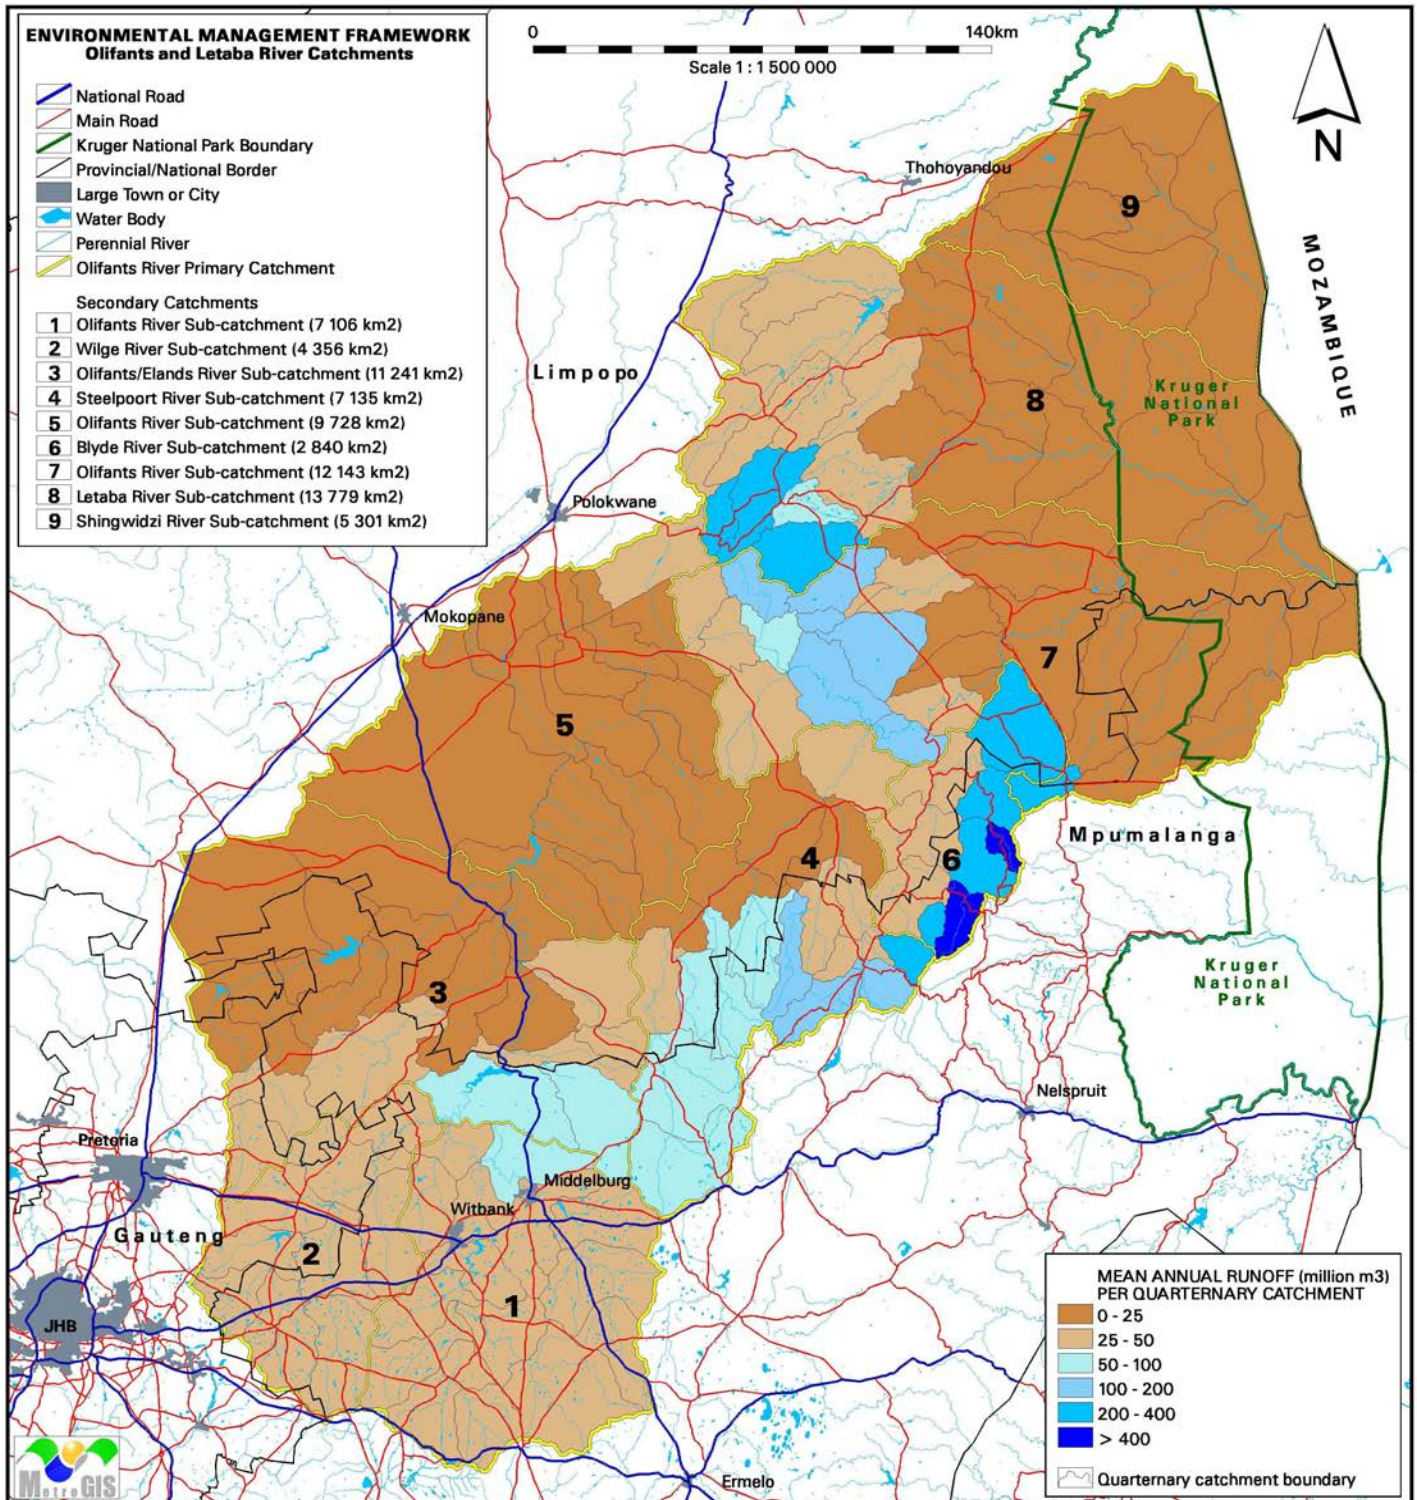 ENVIRONMENTAL MANAGEMENT FRAMEWORK
Olifants and Letaba River Catchments
National Road
Main Road
Kruger National Park Boundary
Provincial/National Border
Large Town or City
Water Body
Perennial River
Olifants River Primary Catchment
Secondary Catchments
1 Olifants River Sub-catchment (7 106 km2)
2 Wilge River Sub-catchment (4 356 km2)
3 Olifants/Elands River Sub-catchment (11 241 km2)
4 Steelpoort River Sub-catchment (7 135 km2)
5 Olifants River Sub-catchment (9 728 km2)
6 Blyde River Sub-catchment (2 840 km2)
7 Olifants River Sub-catchment (12 143 km2)
8 Letaba River Sub-catchment (13 779 km2)
9 Shingwidzi River Sub-catchment (5 301 km2)
0 140km
Scale 1 : 1 500 000
N
Thohoyandou
9
MOZAMBIQUE
Limpopo
8
Kruger
National
Park
Polokwane
Mokopane
7
5
Mpumalanga
4
6
Kruger
National
Park
3
Nelspruit
Pretoria
Middelburg
Witbank
Gauteng
2
1
JHB
Ermelo
MEAN ANNUAL RUNOFF (million m3)
PER QUARTERNARY CATCHMENT
0 - 25
25 - 50
50 - 100
100 - 200
200 - 400
> 400
Quarternary catchment boundary
MetroGIS